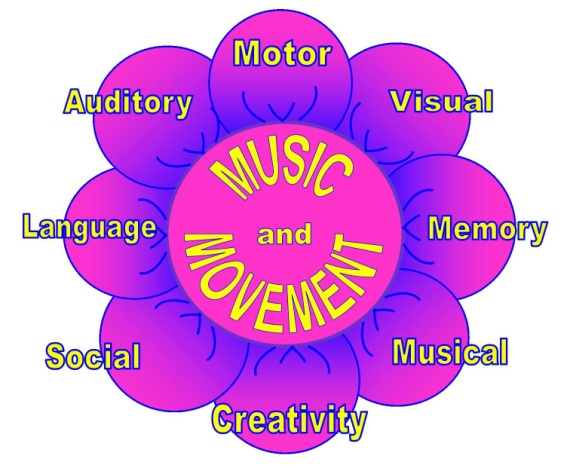 Motor
Auditory
Visual
MUSIC
and
MOVEMENT
Language
Memory
Social
Musical
Creativity